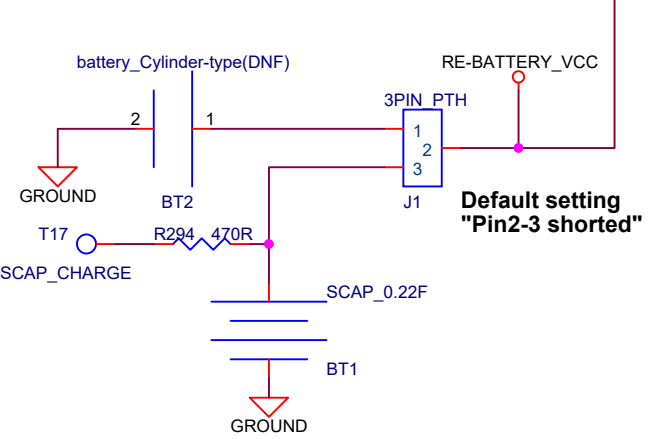 battery_Cylinder-type(DNF)
RE-BATTERY_VCC
3PIN_PTH
2
1
1
2
3
GROUND
BT2
J1
Default setting
"Pin2-3 shorted"
T17
R294
470R
SCAP_CHARGE
SCAP_0.22F
BT1
GROUND